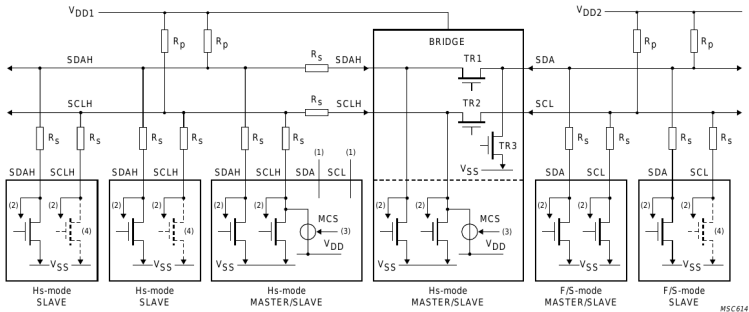 VDD1
VDD2
BRIDGE
Rp Rp Rp Rp
SDAH Rs SDAH TR1 SDA
SCLH Rs SCLH TR2 SCL
TR3
Rs Rs Rs Rs Rs Rs Rs Rs Rs Rs
VSS
(1) (1)
SDAH SCLH SDAH SCLH SDAH SCLH SDA SCL SDA SCL SDA SCL
(2) (2) (2) (2) (2) (2) (2) (2) (2) (2) (2) (2)
MCS MCS
(4) (4) (3) (3) (4)
VDD VDD
VSS VSS VSS VSS VSS VSS
Hs-mode Hs-mode Hs-mode Hs-mode F/S-mode F/S-mode
SLAVE SLAVE MASTER/SLAVE MASTER/SLAVE MASTER/SLAVE SLAVE
MSC614